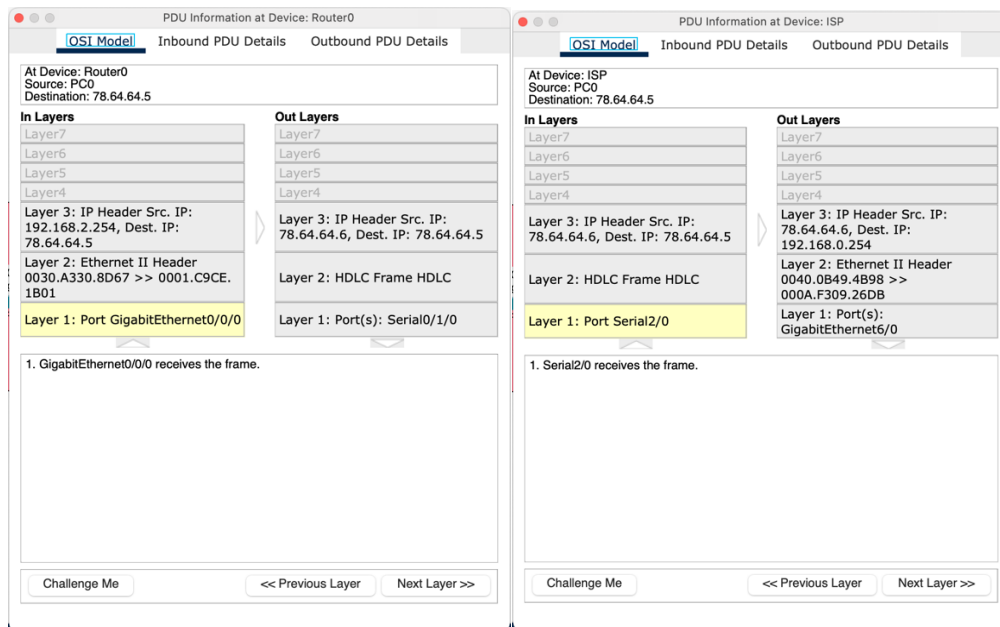 PDU Information at Device: Router0
OSI Model Inbound PDU Details Outbound PDU Details
At Device: Router0
Source: PC0
Destination: 78.64.64.5
In Layers
Layer7
Layer6
Layer5
Layer4
Layer 3: IP Header Src. IP:
192.168.2.254, Dest. IP:
78.64.64.5
Layer 2: Ethernet II Header
0030.A330.8D67 >> 0001.C9CE.
1B01
Layer 1: Port GigabitEthernet0/0/0
Out Layers
Layer7
Layer6
Layer5
Layer4
Layer 3: IP Header Src. IP:
78.64.64.6, Dest. IP: 78.64.64.5
Layer 2: HDLC Frame HDLC
Layer 1: Port(s): Serial0/1/0
1. GigabitEthernet0/0/0 receives the frame.
Challenge Me << Previous Layer Next Layer >>
PDU Information at Device: ISP
OSI Model Inbound PDU Details Outbound PDU Details
At Device: ISP
Source: PC0
Destination: 78.64.64.5
In Layers
Layer7
Layer6
Layer5
Layer4
Layer 3: IP Header Src. IP:
78.64.64.6, Dest. IP: 78.64.64.5
Layer 2: HDLC Frame HDLC
Layer 1: Port Serial2/0
Out Layers
Layer7
Layer6
Layer5
Layer4
Layer 3: IP Header Src. IP:
78.64.64.6, Dest. IP:
192.168.0.254
Layer 2: Ethernet II Header
0040.0B49.4B98 >>
000A.F309.26DB
Layer 1: Port(s):
GigabitEthernet6/0
1. Serial2/0 receives the frame.
Challenge Me << Previous Layer Next Layer >>